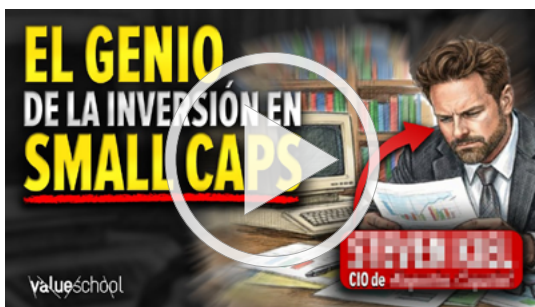 EL GENIO
DE LA INVERSIÓN EN
SMALL CAPS
CIO de
valueschool